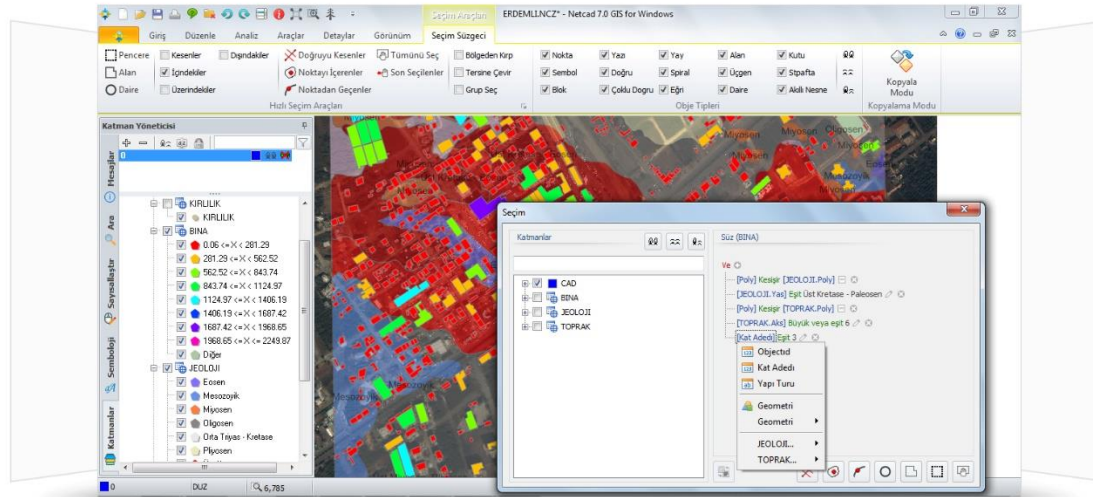 Seçim Araçları
ERDEMLI.NCZ* - Netcad 7.0 GIS for Windows
Giriş Düzenle Analiz Araçlar Detaylar Görünüm Seçim Süzgeci
Pencere Kesenler Dışındakiler Doğruyu Kesenler Tümünü Seç Bölgeden Kırp Nokta Yazı Yay Alan Kutu
Alan İçindekiler Noktayı İçerenler Son Seçilenler Tersine Çevir Sembol Doğru Spiral Üçgen Stpafta
Daire Üzerindekiler Noktadan Geçenler Grup Seç Blok Çoklu Dogru Eğri Daire Akıllı Nesne
Kopyala
Modu
Hızlı Seçim Araçları Obje Tipleri Kopyalama Modu
Katman Yöneticisi
0
Mesajlar
Ara
Sayısallaştır
Semboloji
Katmanlar
KIRLILIK
KIRLILIK
BINA
0.06 <= X < 281.29
281.29 <= X < 562.52
562.52 <= X < 843.74
843.74 <= X < 1124.97
1124.97 <= X < 1406.19
1406.19 <= X < 1687.42
1687.42 <= X < 1968.65
1968.65 <= X <= 2249.87
Diğer
JEOLOJI
Eosen
Mesozoyik
Miyosen
Oligosen
Orta Triyas - Kretase
Pliyosen
Miyosen
Miyosen
Oligosen
Miyosen
Mesozoyik
Mesozoyik
Seçim
Katmanlar
CAD
BINA
JEOLOJI
TOPRAK
Süz (BINA)
Ve
[Poly] Kesişir [JEOLOJI.Poly]
[JEOLOJI.Yas] Eşit Üst Kretase - Paleosen
[Poly] Kesişir [TOPRAK.Poly]
[TOPRAK.Aks] Büyük veya eşit 6
[Kat Adedi] Eşit 3
Objectid
Kat Adedi
Yapı Turu
Geometri
Geometri
JEOLOJI...
TOPRAK...
0 DUZ 6,785